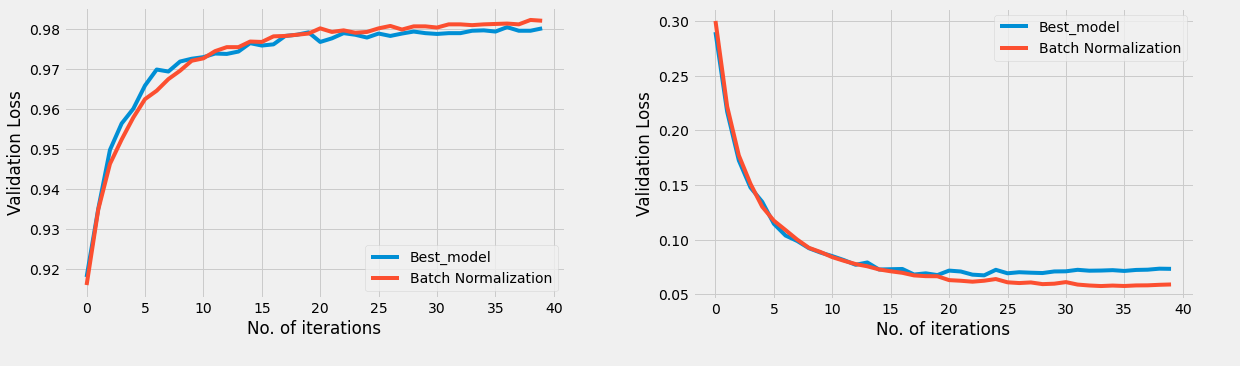 Validation Loss
0.98
0.97
0.96
0.95
0.94
0.93
0.92
0 5 10 15 20 25 30 35 40
No. of iterations
Best_model
Batch Normalization
Validation Loss
0.30
0.25
0.20
0.15
0.10
0.05
0 5 10 15 20 25 30 35 40
No. of iterations
Best_model
Batch Normalization